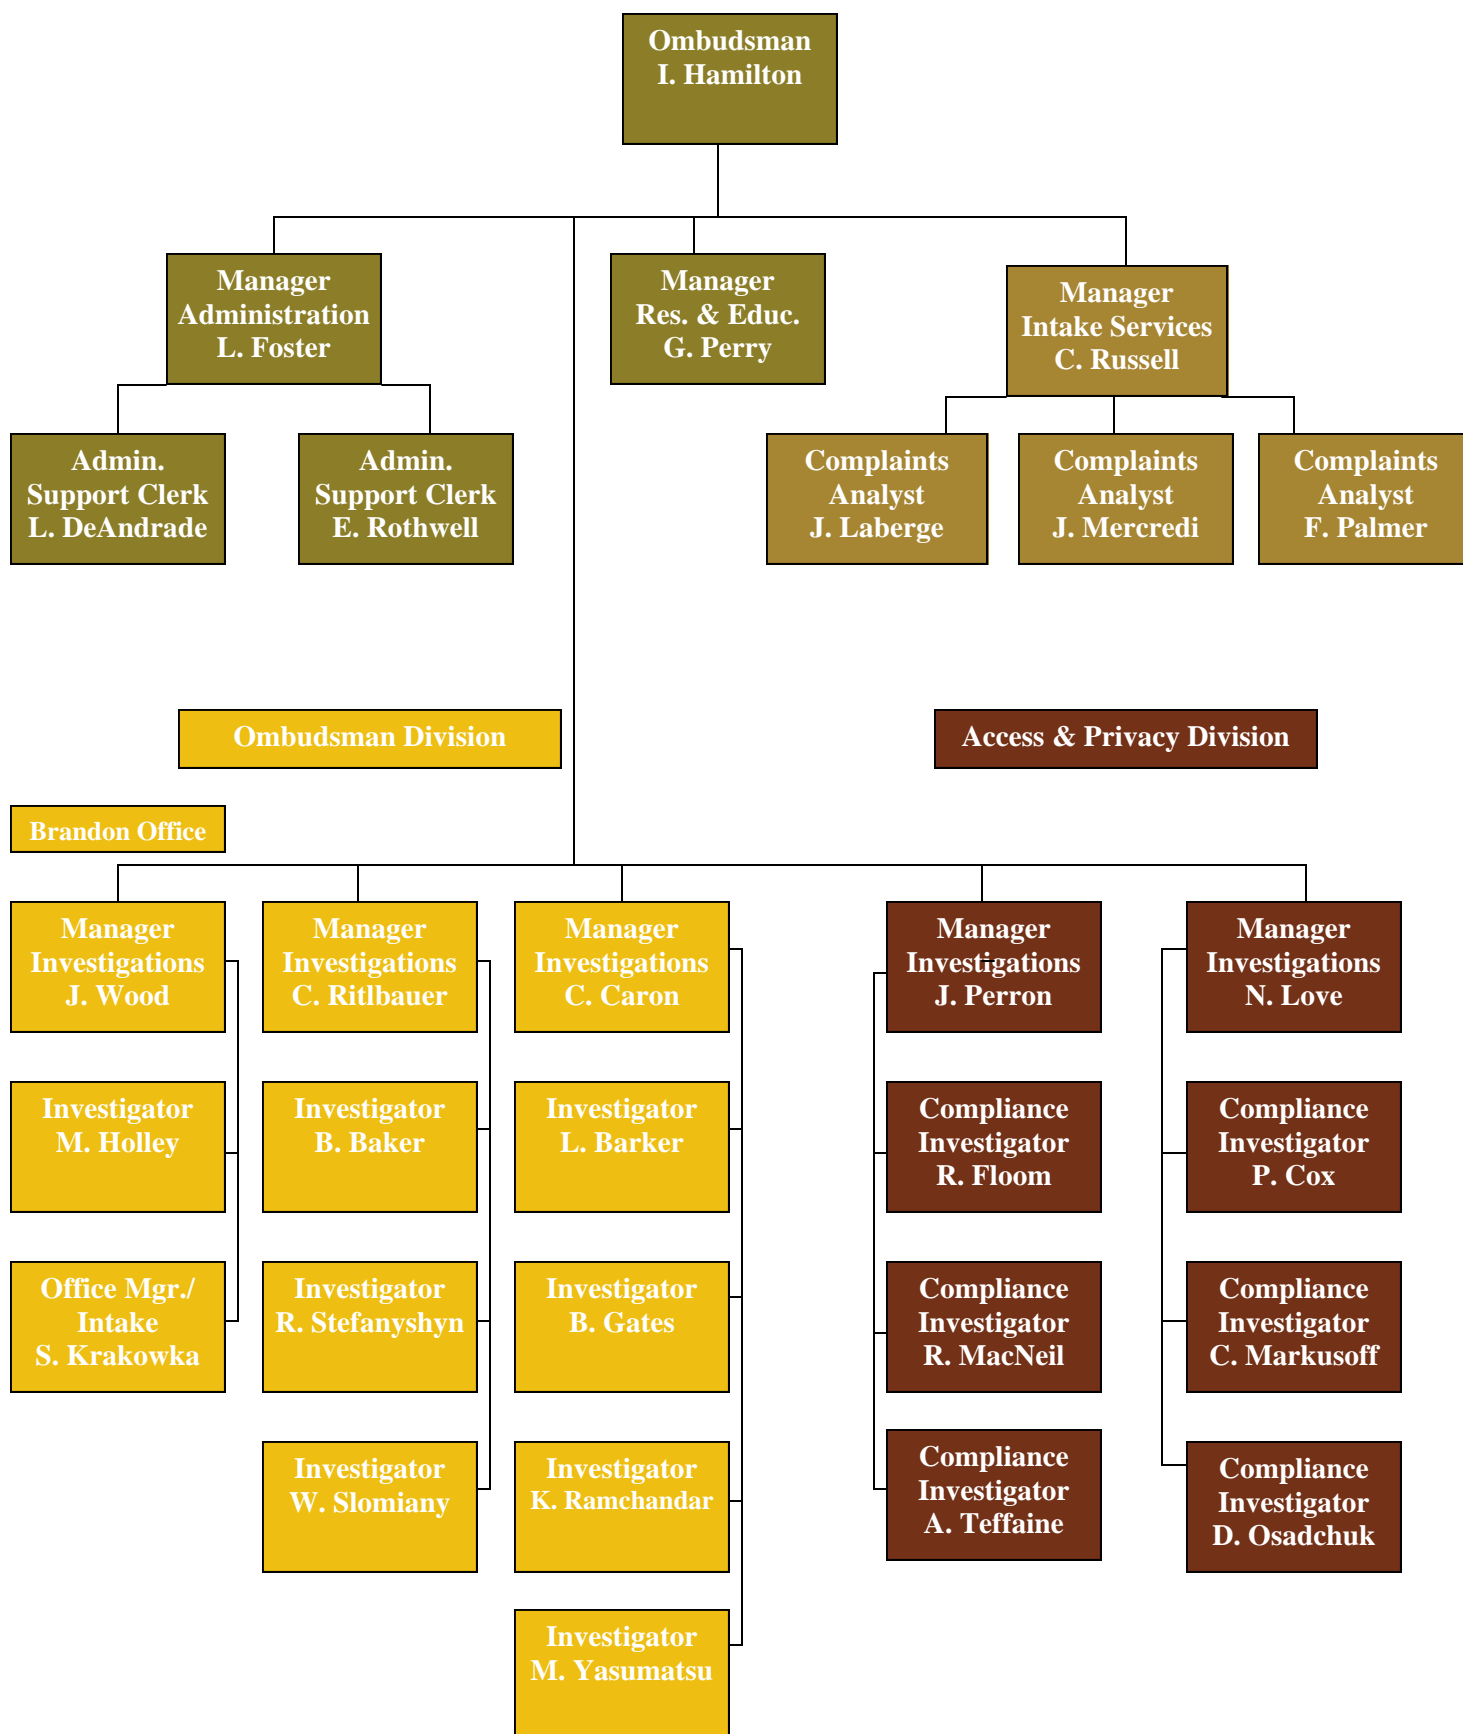 Ombudsman
I. Hamilton
Manager
Administration
L. Foster
Manager
Res. & Educ.
G. Perry
Manager
Intake Services
C. Russell
Admin.
Support Clerk
L. DeAndrade
Admin.
Support Clerk
E. Rothwell
Complaints
Analyst
J. Laberge
Complaints
Analyst
J. Mercredi
Complaints
Analyst
F. Palmer
Ombudsman Division
Access & Privacy Division
Brandon Office
Manager
Investigations
J. Wood
Manager
Investigations
C. Ritlbauer
Manager
Investigations
C. Caron
Manager
Investigations
J. Perron
Manager
Investigations
N. Love
Investigator
M. Holley
Investigator
B. Baker
Investigator
L. Barker
Compliance
Investigator
R. Floom
Compliance
Investigator
P. Cox
Office Mgr./
Intake
S. Krakowka
Investigator
R. Stefanyshyn
Investigator
B. Gates
Compliance
Investigator
R. MacNeil
Compliance
Investigator
C. Markusoff
Investigator
W. Slomiany
Investigator
K. Ramchandar
Compliance
Investigator
A. Teffaine
Compliance
Investigator
D. Osadchuk
Investigator
M. Yasumatsu